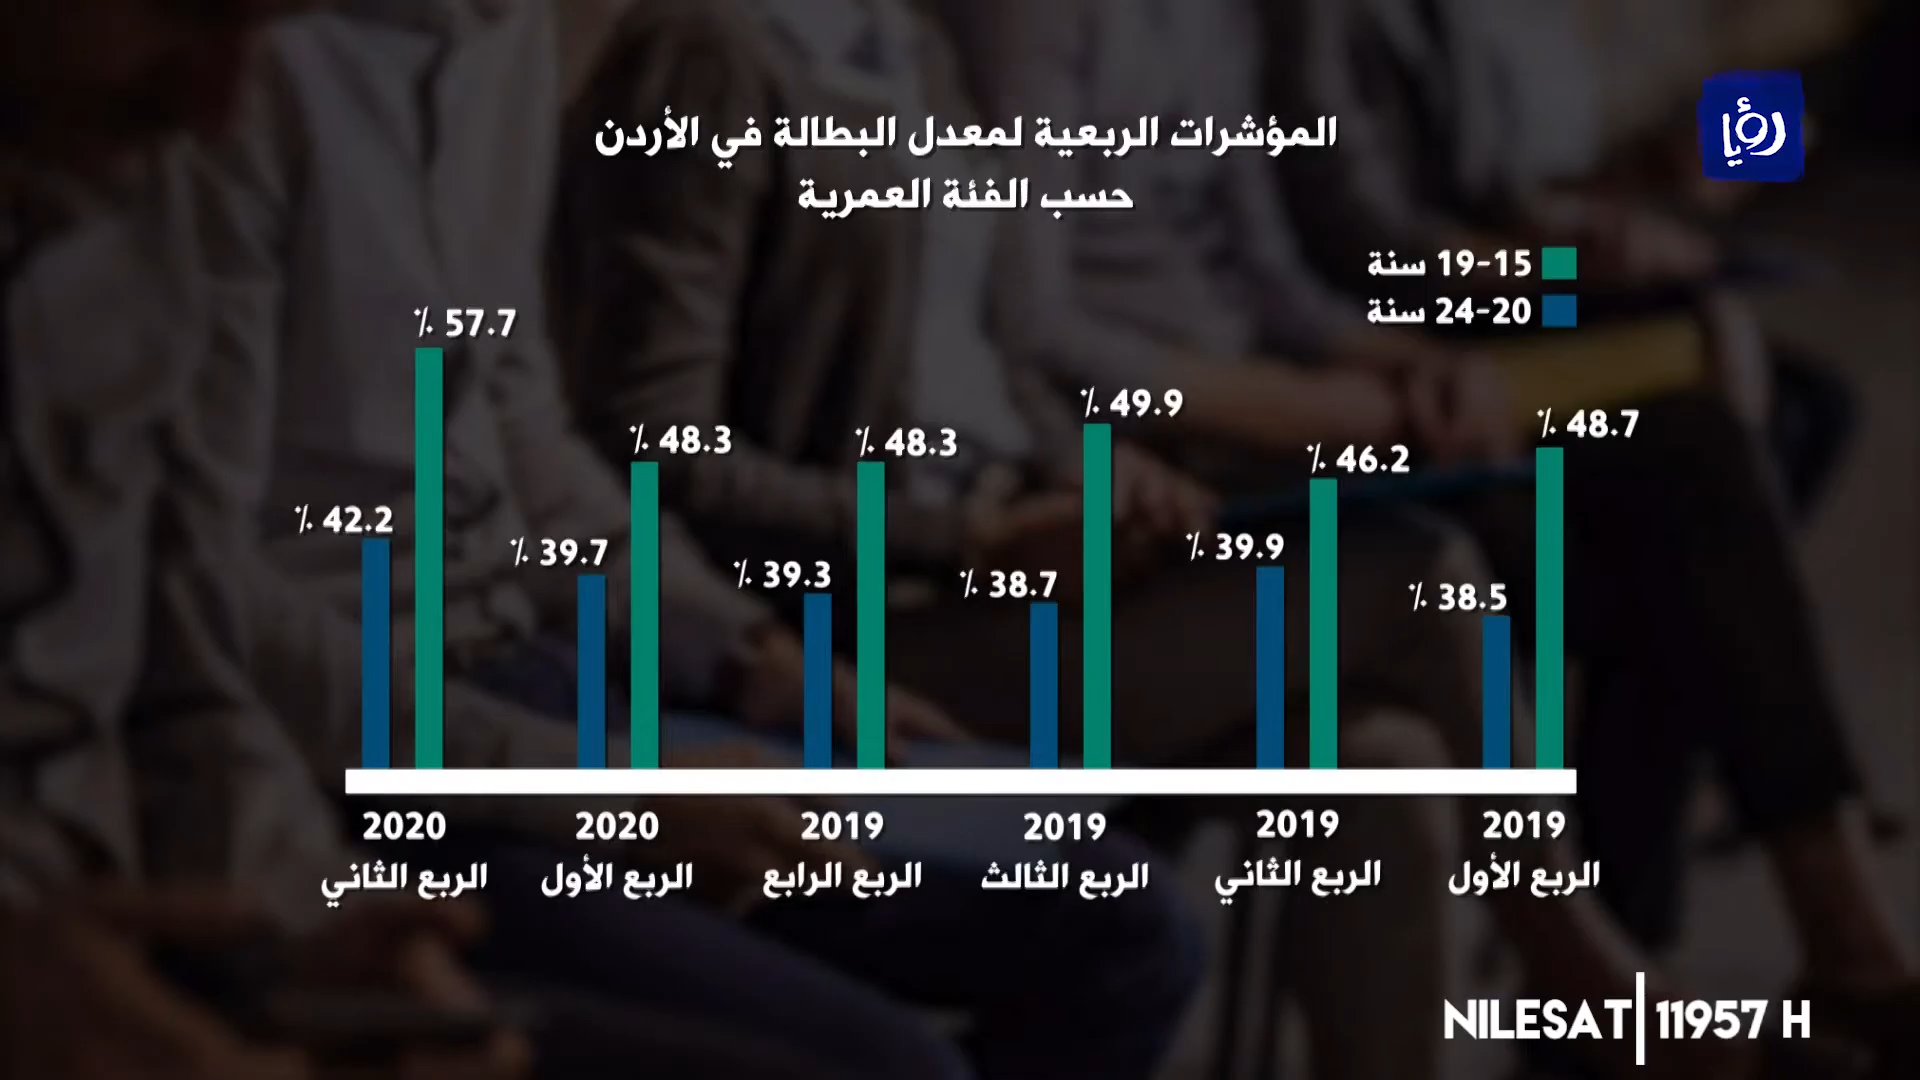 رؤيا
المؤشرات الربعية لمعدل البطالة في الأردن
حسب الفئة العمرية
19-15 سنة
24-20 سنة
٪ 48.7
٪ 38.5
٪ 46.2
٪ 39.9
٪ 49.9
٪ 38.7
٪ 48.3
٪ 39.3
٪ 48.3
٪ 39.7
٪ 57.7
٪ 42.2
2019
الربع الأول
2019
الربع الثاني
2019
الربع الثالث
2019
الربع الرابع
2020
الربع الأول
2020
الربع الثاني
NILESAT | 11957 H